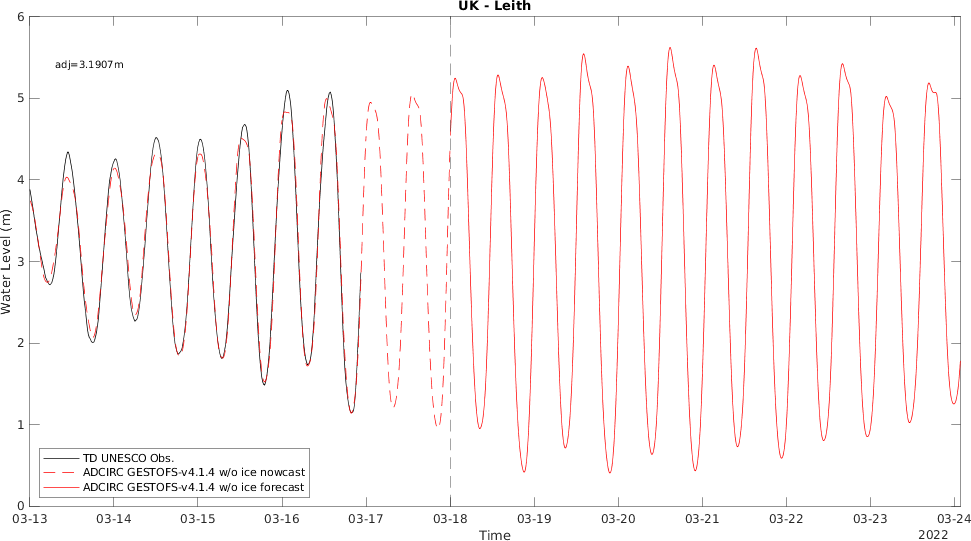 UK - Leith
6
adj=3.1907m
5
4
3
2
1
0
Water Level (m)
TD UNESCO Obs.
ADCIRC GESTOFS-v4.1.4 w/o ice nowcast
ADCIRC GESTOFS-v4.1.4 w/o ice forecast
03-13 03-14 03-15 03-16 03-17 03-18 03-19 03-20 03-21 03-22 03-23 03-24
Time
2022